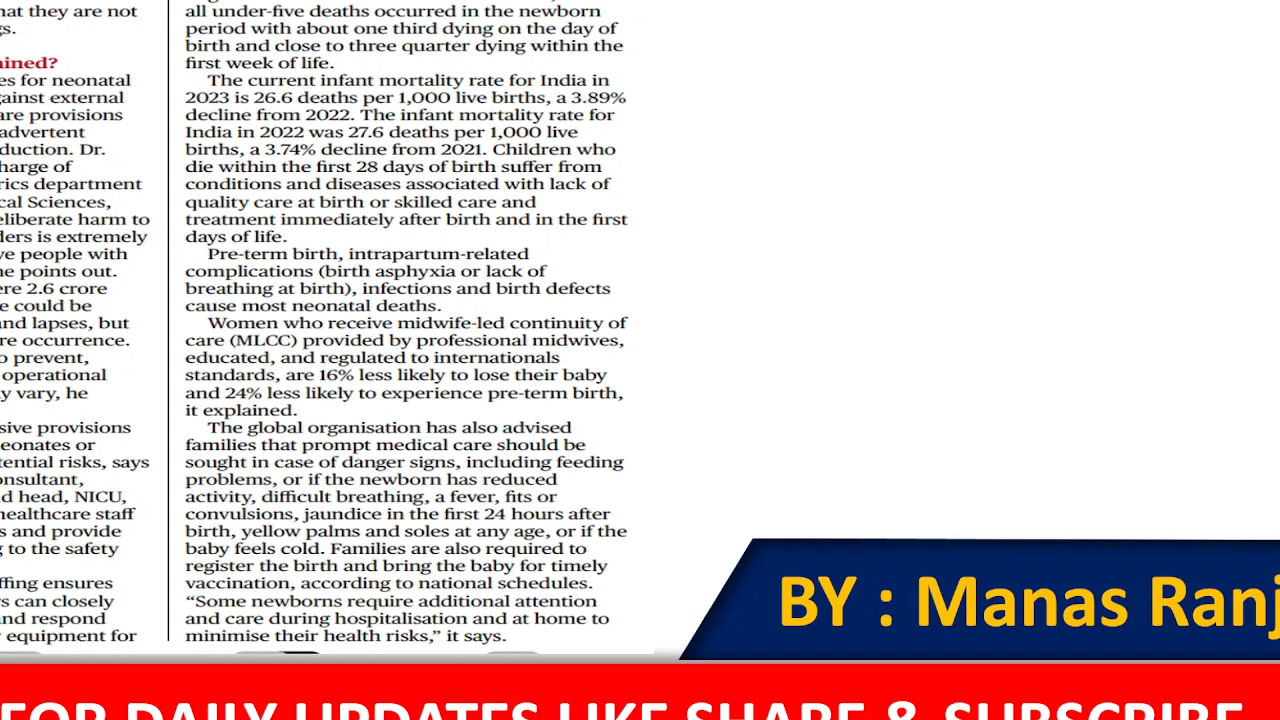 hat they are not
gs.
ained?
es for neonatal
gainst external
are provisions
advertent
duction. Dr.
harge of
rics department
cal Sciences,
eliberate harm to
ders is extremely
ve people with
ne points out.
ere 2.6 crore
e could be
and lapses, but
re occurrence.
o prevent,
operational
y vary, he
sive provisions
neonates or
tential risks, says
onsultant,
d head, NICU,
healthcare staff
s and provide
g to the safety
ffing ensures
rs can closely
and respond
equipment for
all under-five deaths occurred in the newborn
period with about one third dying on the day of
birth and close to three quarter dying within the
first week of life.
The current infant mortality rate for India in
2023 is 26.6 deaths per 1,000 live births, a 3.89%
decline from 2022. The infant mortality rate for
India in 2022 was 27.6 deaths per 1,000 live
births, a 3.74% decline from 2021. Children who
die within the first 28 days of birth suffer from
conditions and diseases associated with lack of
quality care at birth or skilled care and
treatment immediately after birth and in the first
days of life.
Pre-term birth, intrapartum-related
complications (birth asphyxia or lack of
breathing at birth), infections and birth defects
cause most neonatal deaths.
Women who receive midwife-led continuity of
care (MLCC) provided by professional midwives,
educated, and regulated to internationals
standards, are 16% less likely to lose their baby
and 24% less likely to experience pre-term birth,
it explained.
The global organisation has also advised
families that prompt medical care should be
sought in case of danger signs, including feeding
problems, or if the newborn has reduced
activity, difficult breathing, a fever, fits or
convulsions, jaundice in the first 24 hours after
birth, yellow palms and soles at any age, or if the
baby feels cold. Families are also required to
register the birth and bring the baby for timely
vaccination, according to national schedules.
“Some newborns require additional attention
and care during hospitalisation and at home to
minimise their health risks,” it says.
BY : Manas Ranj
FOR DAILY UPDATES LIKE SHARE & SUBSCRIBE